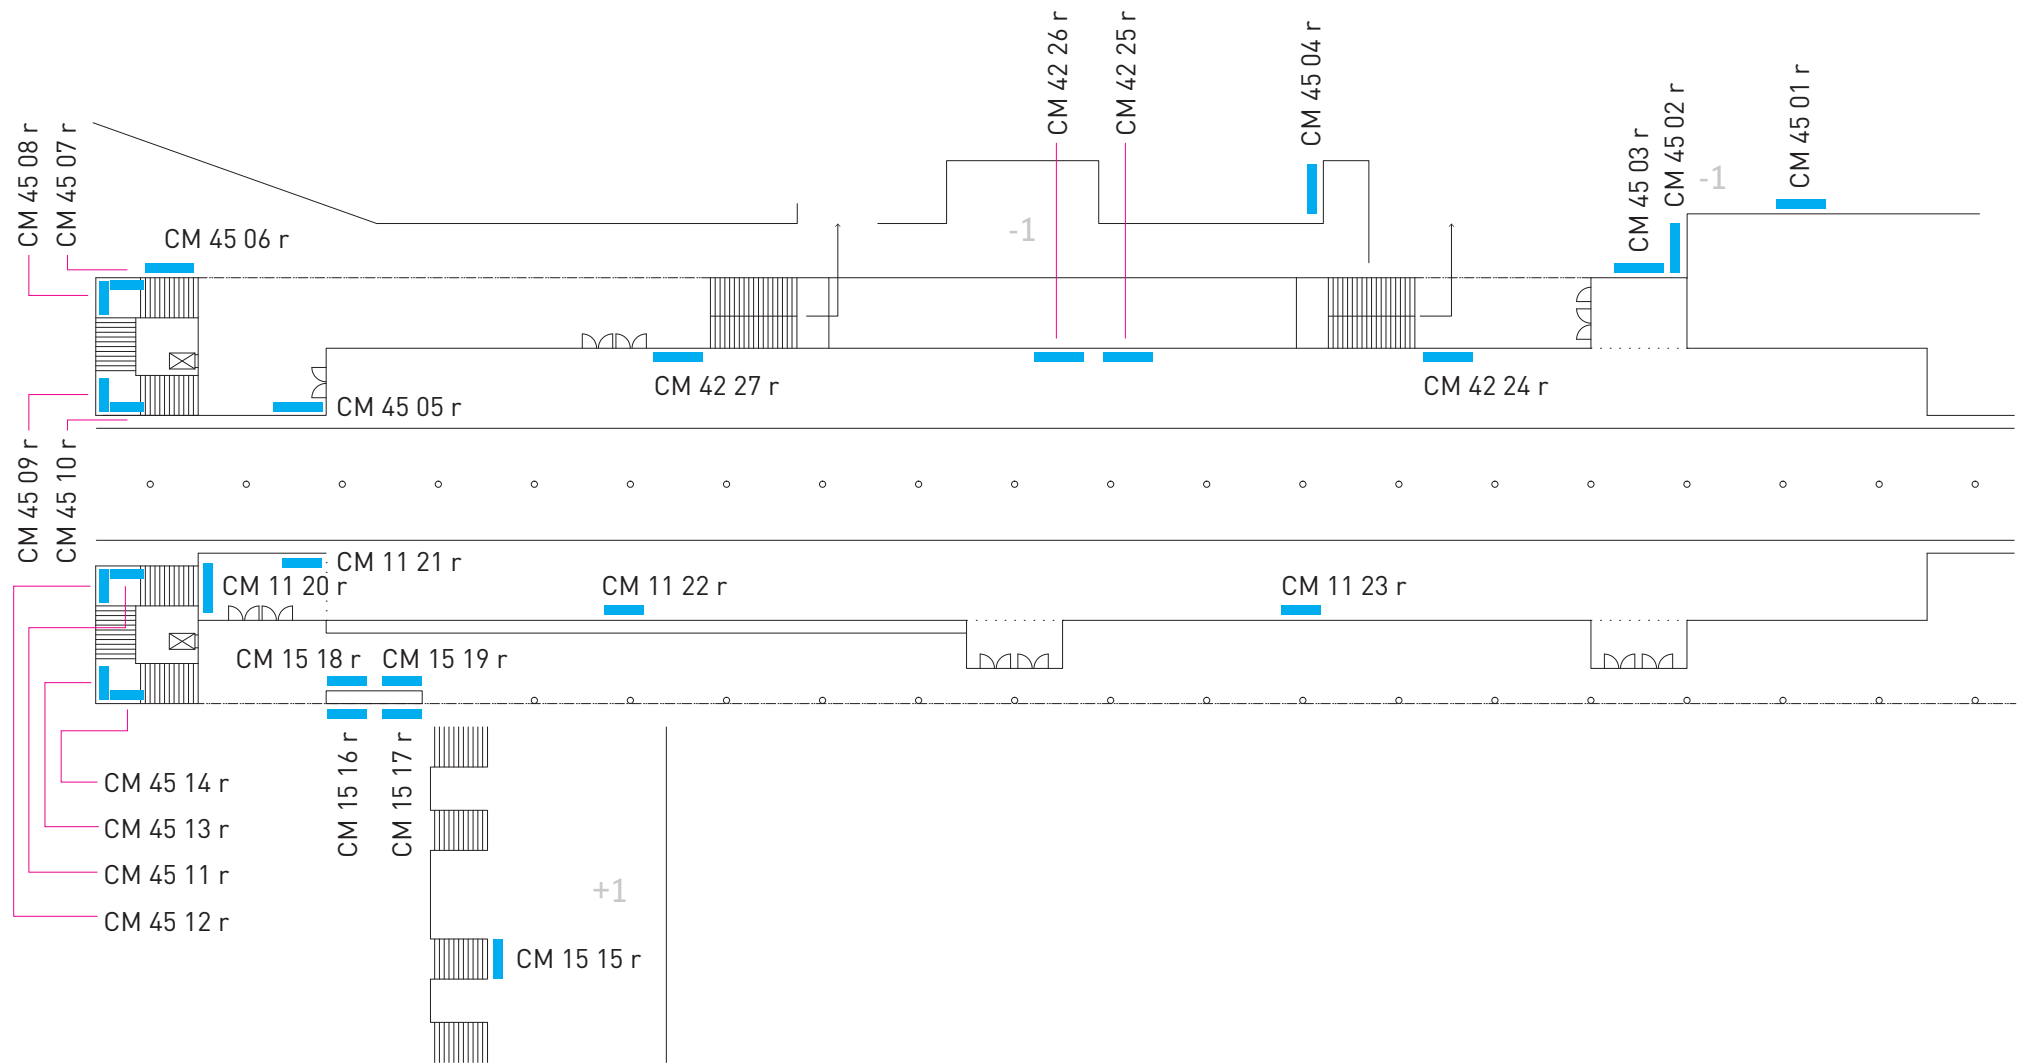 CM 42 26 r
CM 42 25 r
CM 45 04 r
CM 45 03 r
CM 45 02 r
CM 45 01 r
-1
CM 45 08 r
CM 45 07 r
CM 45 06 r
-1
CM 42 27 r
CM 42 24 r
CM 45 05 r
CM 45 09 r
CM 45 10 r
CM 11 21 r
CM 11 20 r
CM 11 22 r
CM 11 23 r
CM 15 18 r
CM 15 19 r
CM 15 16 r
CM 15 17 r
CM 45 14 r
CM 45 13 r
CM 45 11 r
CM 45 12 r
+1
CM 15 15 r